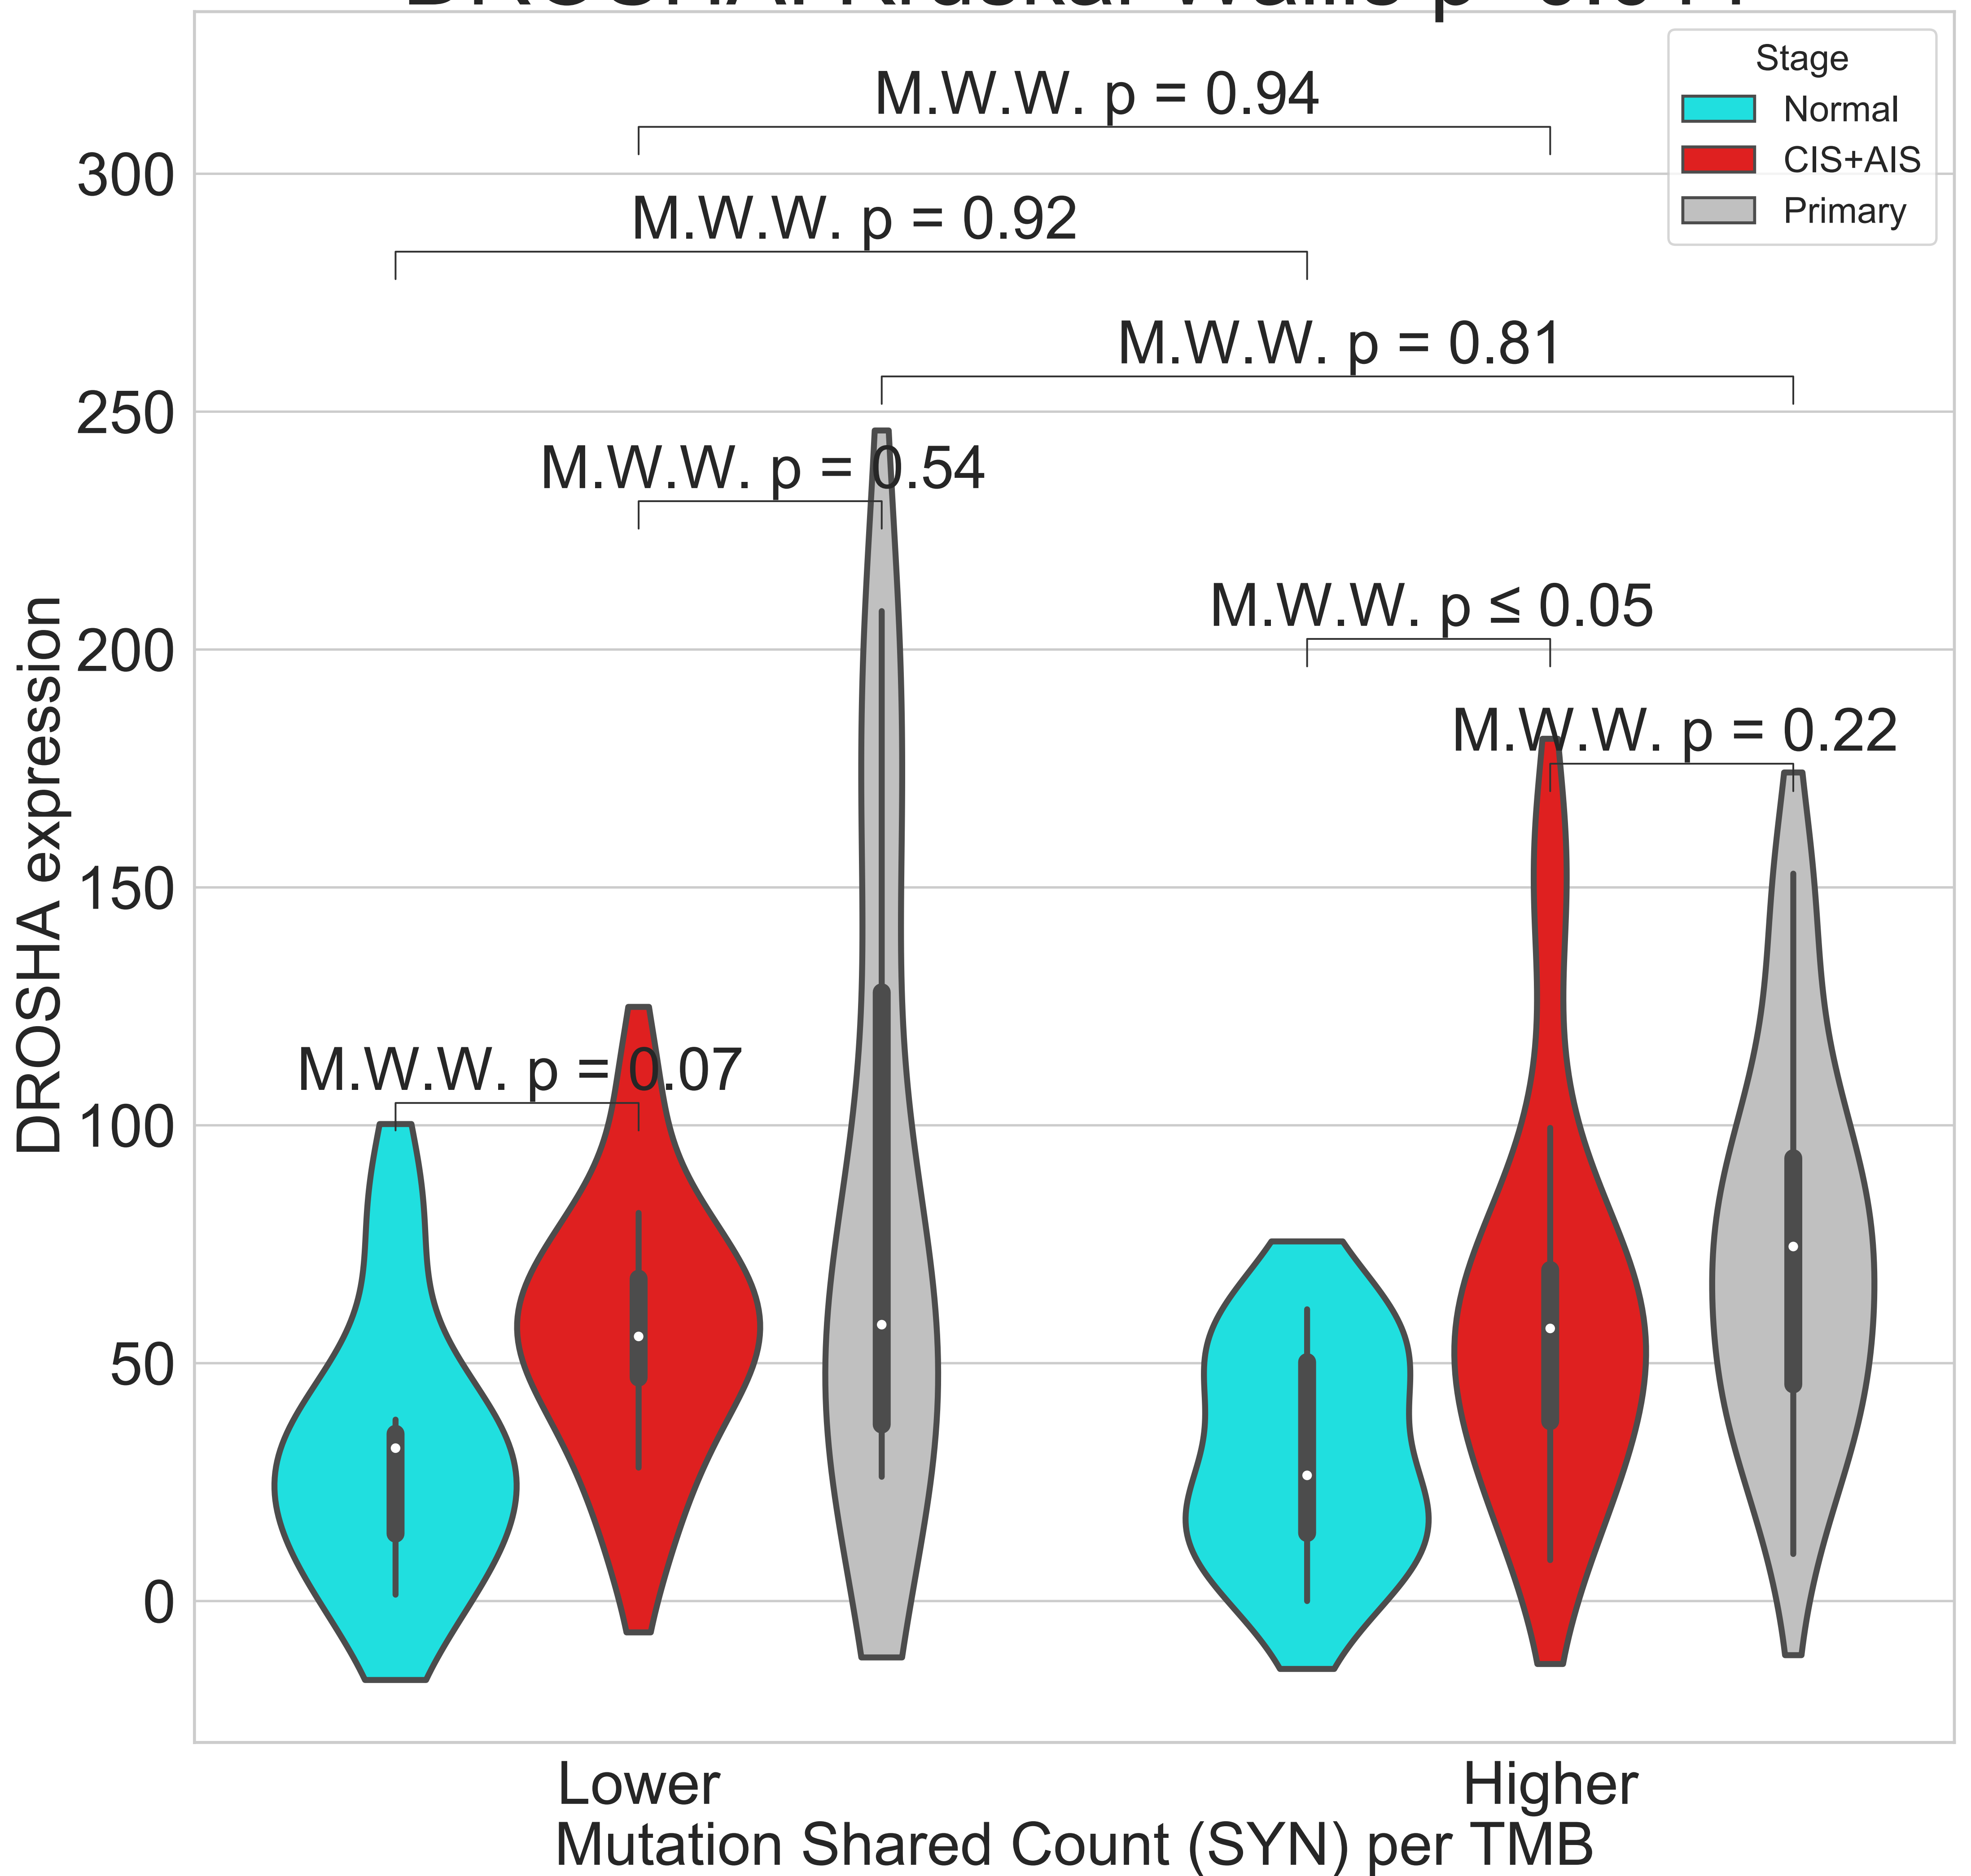 Stage
Normal
CIS+AIS
Primary
M.W.W. p = 0.94
M.W.W. p = 0.92
M.W.W. p = 0.81
M.W.W. p = 0.54
M.W.W. p ≤ 0.05
M.W.W. p = 0.22
M.W.W. p = 0.07
300
250
200
150
100
50
0
DROSHA expression
Lower
Higher
Mutation Shared Count (SYN) per TMB